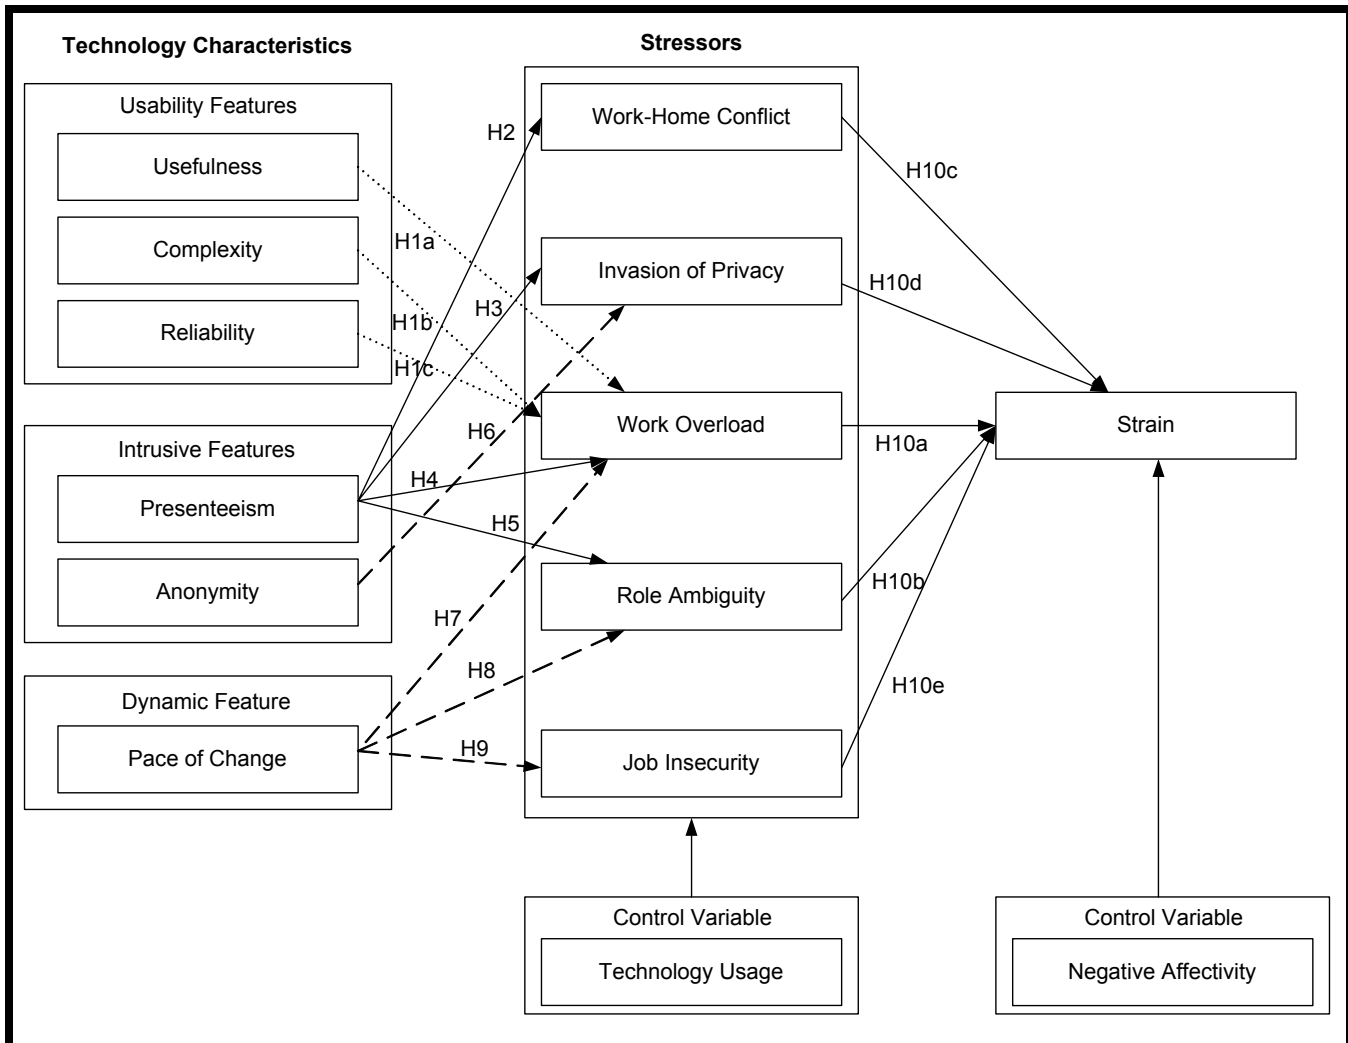 Technology Characteristics
Stressors
Usability Features
Usefulness
Complexity
Reliability
Intrusive Features
Presenteeism
Anonymity
Dynamic Feature
Pace of Change
H1a
H1b
H1c
H2
H3
H6
H4
H5
H7
H8
H9
Work-Home Conflict
Invasion of Privacy
Work Overload
Role Ambiguity
Job Insecurity
H10c
H10d
H10a
H10b
H10e
Strain
Control Variable
Technology Usage
Control Variable
Negative Affectivity